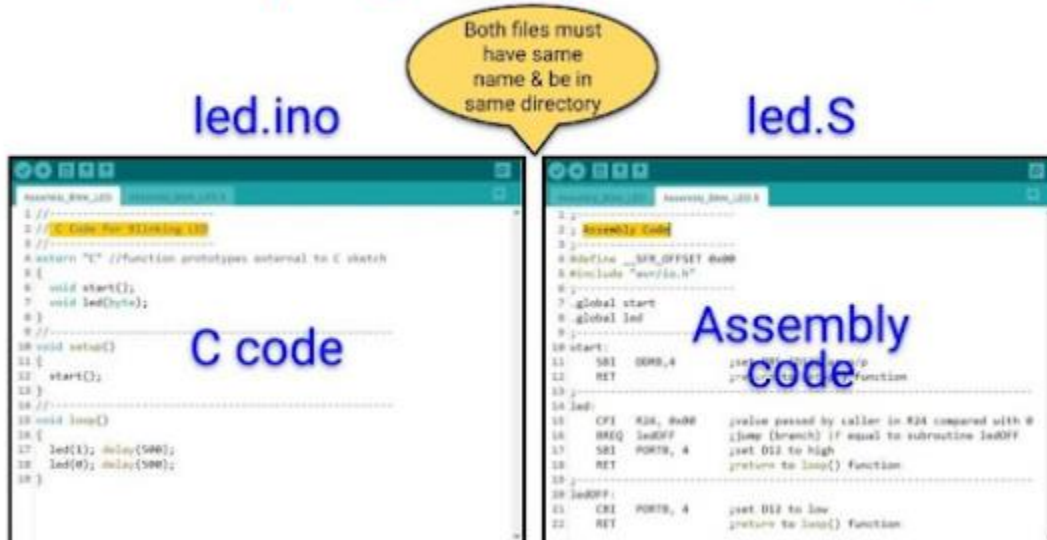 Both files must
have same
name & be in
same directory
led.ino
led.S
1 //
2 // C Code for Blinking LED
3 //
4 extern "C" //function prototypes external to C sketch
5 {
6 void start();
7 void led(byte);
8 }
9 //
10 void setup()
11 {
12 start();
13 }
14 //
15 void loop()
16 {
17 led(1); delay(500);
18 led(0); delay(500);
19 }
C code
1 ;
2 ; Assembly Code
3 ;
4 #define __SFR_OFFSET 0x00
5 #include "avr/io.h"
6 ;
7 .global start
8 .global led
9 ;
10 start:
11 SBI DDRB,4
12 RET function
13 ;
14 led:
15 CPI R24, 0x00 ;value passed by caller in R24 compared with 0
16 BREQ ledOFF ;jump (branch) if equal to subroutine ledOFF
17 SBI PORTB, 4 ;set D12 to high
18 RET ;return to loop() function
19 ;
20 ledOFF:
21 CBI PORTB, 4 ;set D12 to low
22 RET ;return to loop() function
Assembly
code